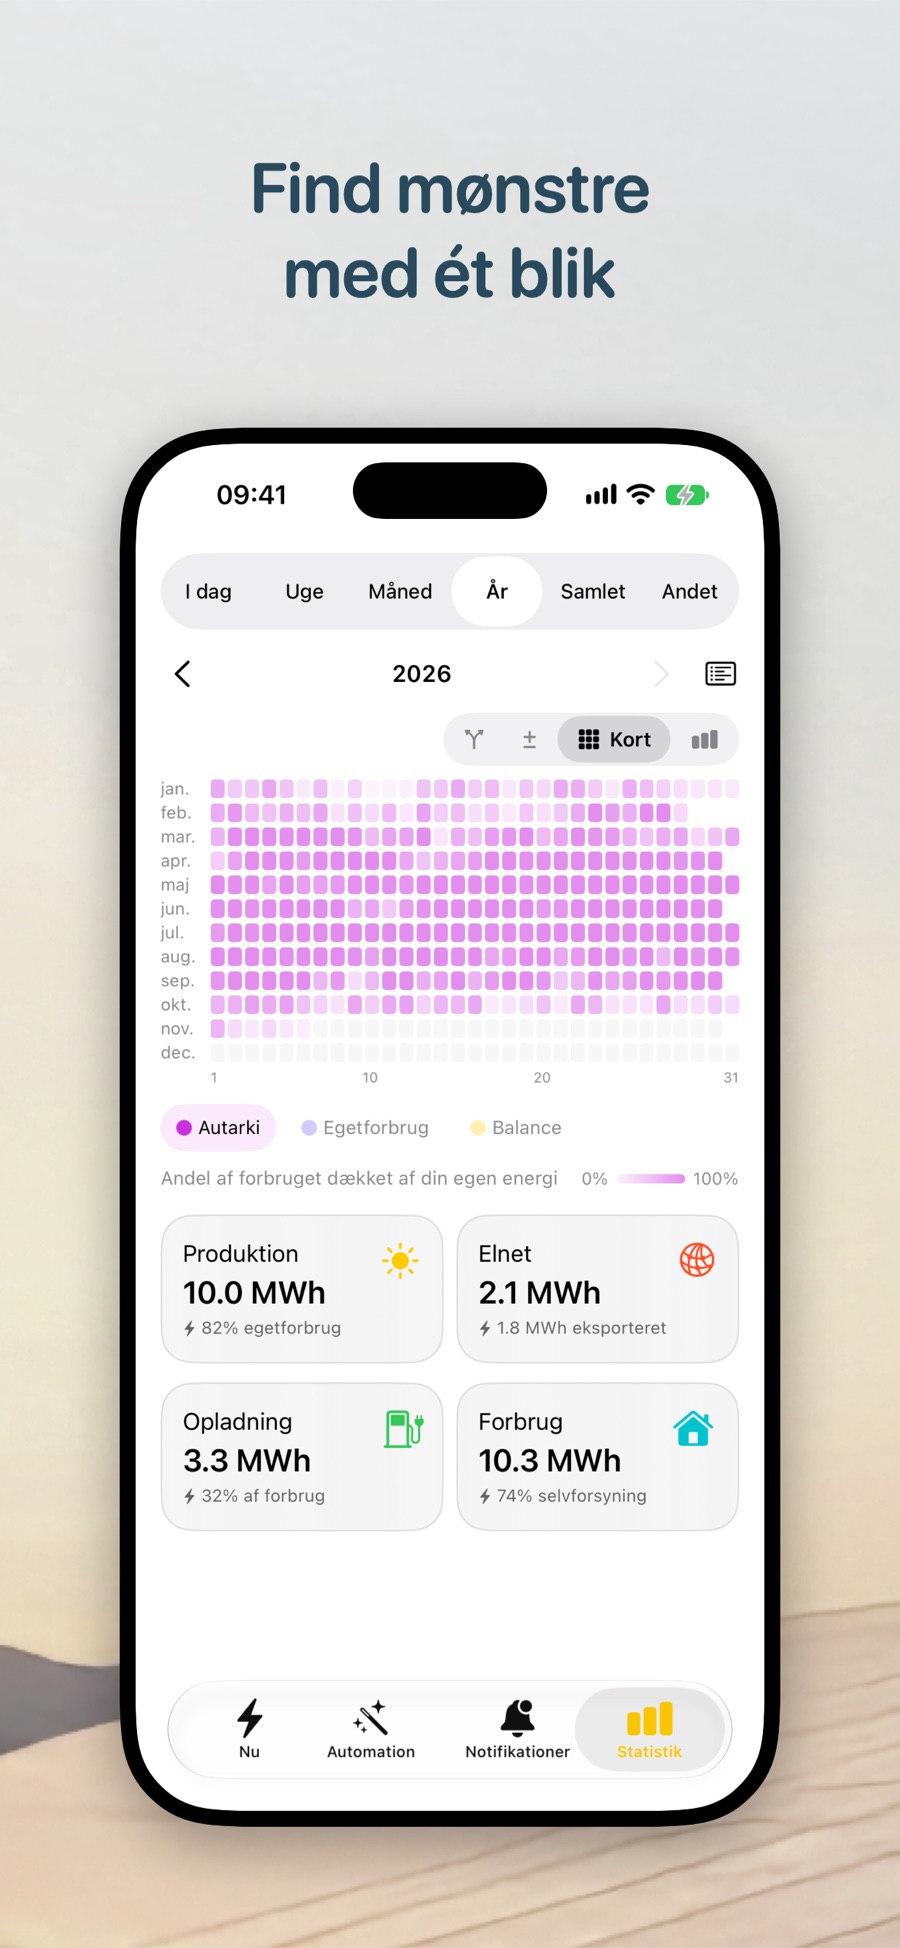 Find mønstre
med ét blik
09:41
I dag Uge Måned År Samlet Andet
2026
± Kort
jan.
feb.
mar.
apr.
maj
jun.
jul.
aug.
sep.
okt.
nov.
dec.
1 10 20 31
Autarki Egetforbrug Balance
Andel af forbruget dækket af din egen energi 0% 100%
Produktion
10.0 MWh
82% egetforbrug
Elnet
2.1 MWh
1.8 MWh eksporteret
Opladning
3.3 MWh
32% af forbrug
Forbrug
10.3 MWh
74% selvforsyning
Nu Automation Notifikationer Statistik